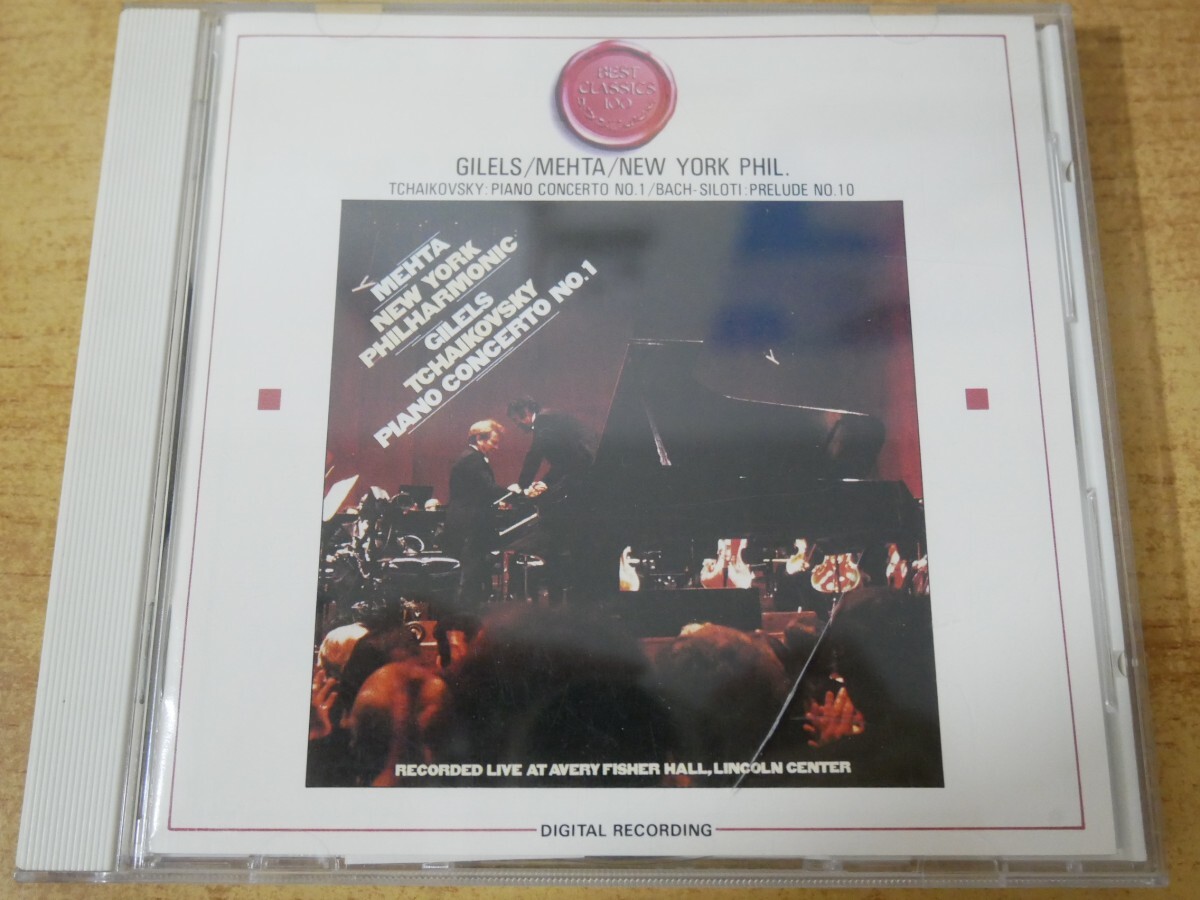 BEST
CLASSICS
100
GILELS/MEHTA/NEW YORK PHIL.
TCHAIKOVSKY:PIANO CONCERTO NO.1/BACH-SILOTI:PRELUDE NO.10
MEHTA
NEW YORK
PHILHARMONIC
GILELS
TCHAIKOVSKY
PIANO CONCERTO NO.1
RECORDED LIVE AT AVERY FISHER HALL, LINCOLN CENTER
DIGITAL RECORDING